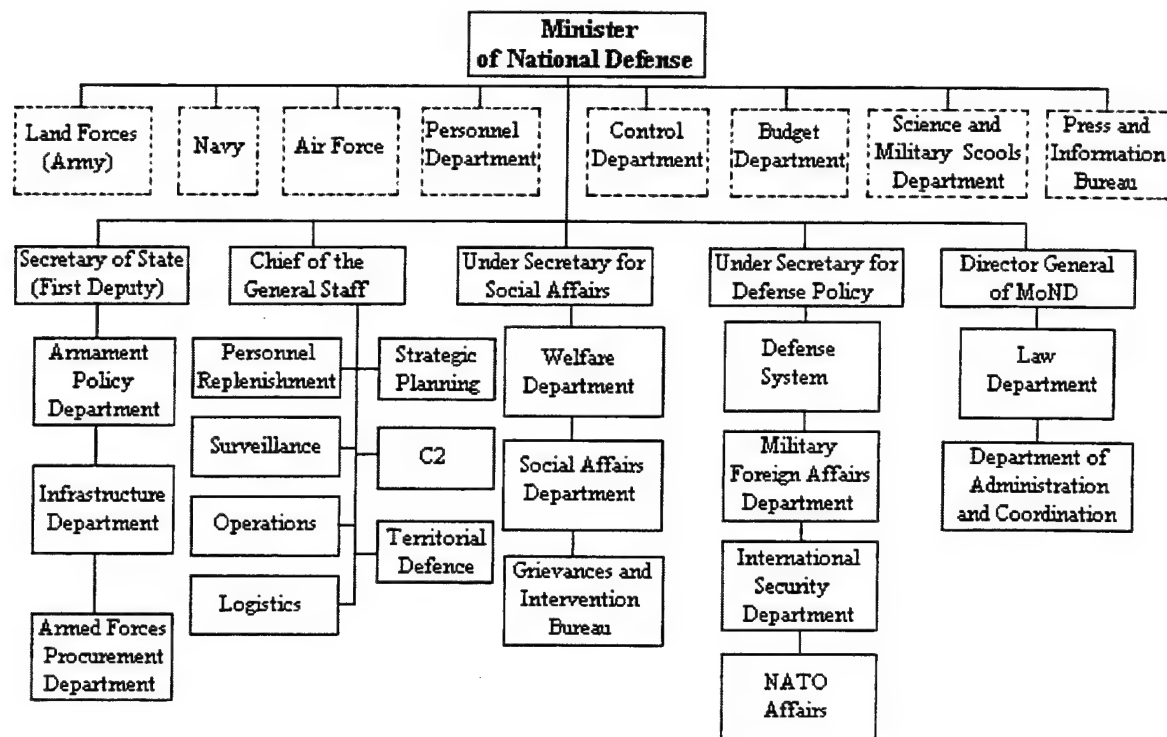 Minister
of National Defense
Land Forces
(Army)
Navy
Air Force
Personnel
Department
Control
Department
Budget
Department
Science and
Military Scools
Department
Press and
Information
Bureau
Secretary of State
(First Deputy)
Chief of the
General Staff
Under Secretary for
Social Affairs
Under Secretary for
Defense Policy
Director General
of MoND
Armament
Policy
Department
Infrastructure
Department
Armed Forces
Procurement
Department
Personnel
Replenishment
Surveillance
Operations
Logistics
Strategic
Planning
C2
Territorial
Defence
Welfare
Department
Social Affairs
Department
Grievances and
Intervention
Bureau
Defense
System
Military
Foreign Affairs
Department
International
Security
Department
NATO
Affairs
Law
Department
Department of
Administration
and Coordination